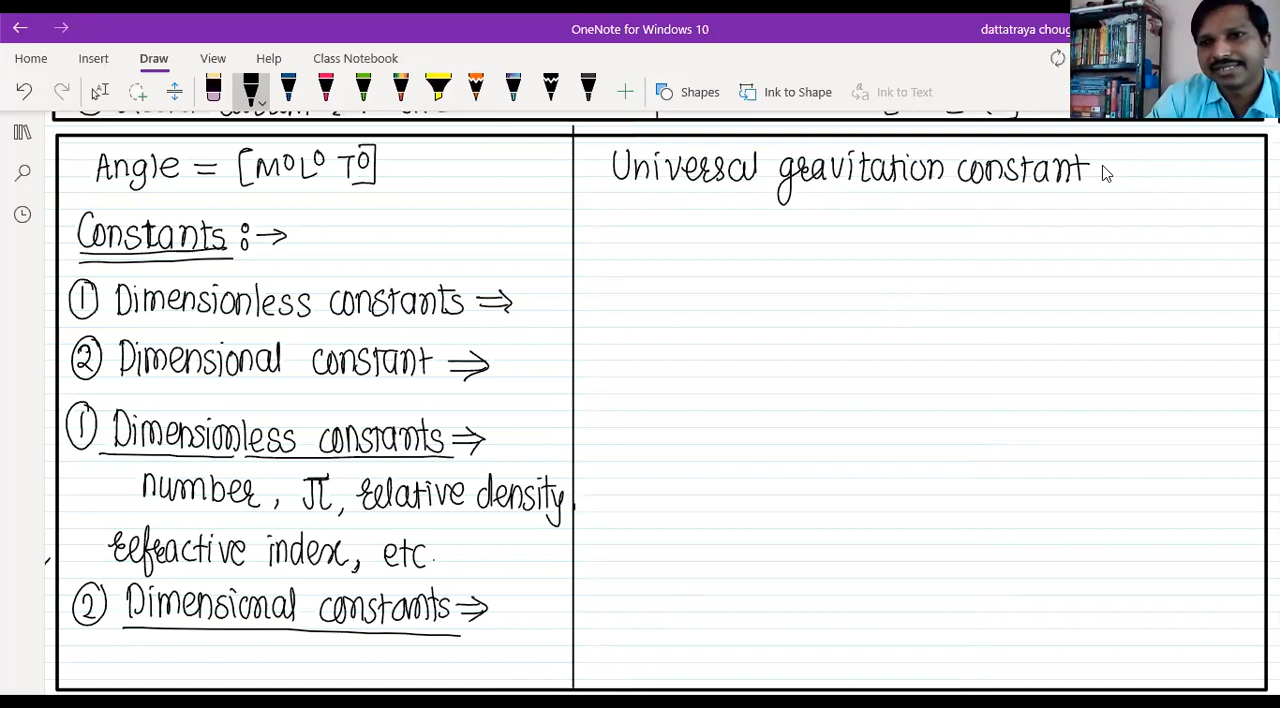 OneNote for Windows 10
dattatraya choug
Home Insert Draw View Help Class Notebook
Shapes Ink to Shape Ink to Text
Angle = [M⁰L⁰ T⁰]
Constants :→
① Dimensionless constants ⇒
② Dimensional constant ⇒
① Dimensionless constants ⇒
number, π, relative density,
refractive index, etc.
② Dimensional constants ⇒
Universal gravitation constant